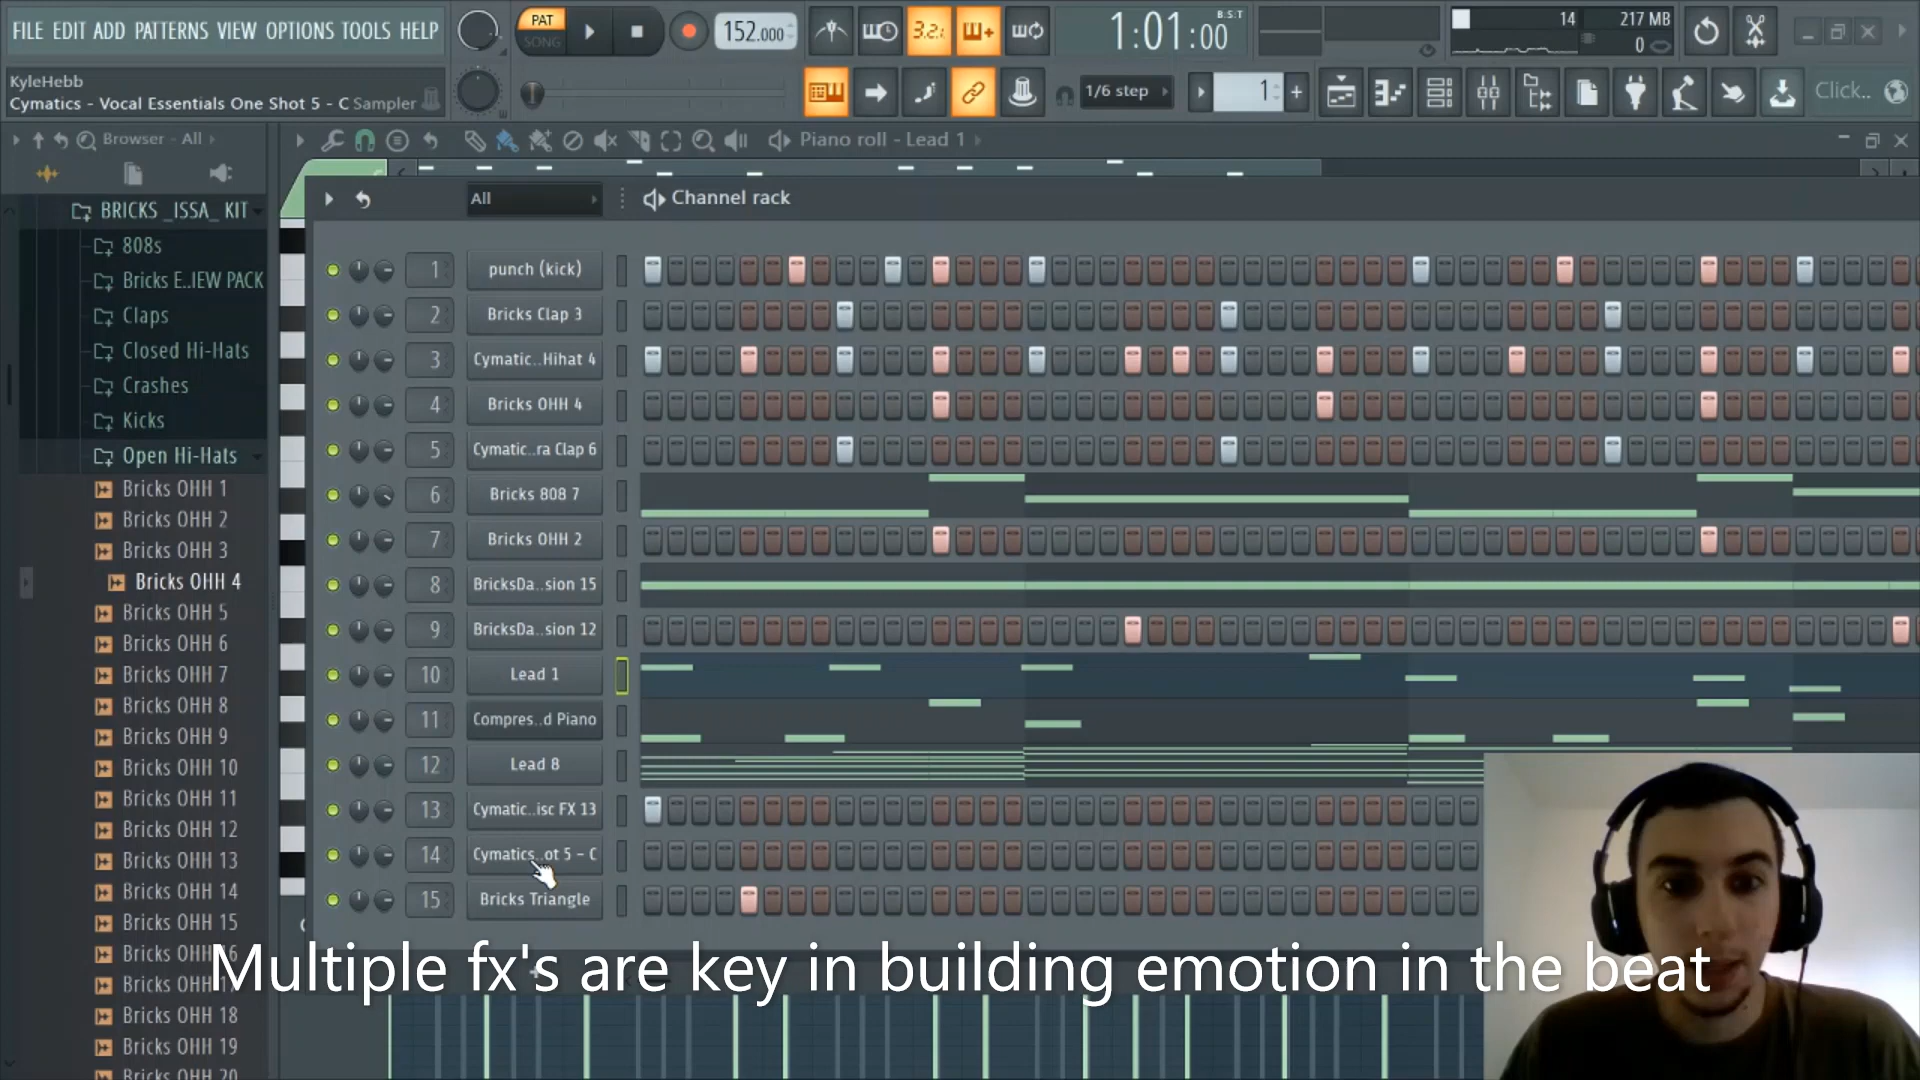 FILE EDIT ADD PATTERNS VIEW OPTIONS TOOLS HELP
PAT
SONG
152.000
3.2.
1:01:00
B:S:T
14
217 MB
0
KyleHebb
Cymatics - Vocal Essentials One Shot 5 - C Sampler
1/6 step
1
Click..
Browser - All
Piano roll - Lead 1
BRICKS _ISSA_ KIT
808s
Bricks E..IEW PACK
Claps
Closed Hi-Hats
Crashes
Kicks
Open Hi-Hats
Bricks OHH 1
Bricks OHH 2
Bricks OHH 3
Bricks OHH 4
Bricks OHH 5
Bricks OHH 6
Bricks OHH 7
Bricks OHH 8
Bricks OHH 9
Bricks OHH 10
Bricks OHH 11
Bricks OHH 12
Bricks OHH 13
Bricks OHH 14
Bricks OHH 15
Bricks OHH 18
Bricks OHH 19
Bricks OHH 20
All
Channel rack
1 punch (kick)
2 Bricks Clap 3
3 Cymatic..Hihat 4
4 Bricks OHH 4
5 Cymatic..ra Clap 6
6 Bricks 808 7
7 Bricks OHH 2
8 BricksDa..sion 15
9 BricksDa..sion 12
10 Lead 1
11 Compres..d Piano
12 Lead 8
13 Cymatic..isc FX 13
14 Cymatics..ot 5 - C
15 Bricks Triangle
Multiple fx's are key in building emotion in the beat